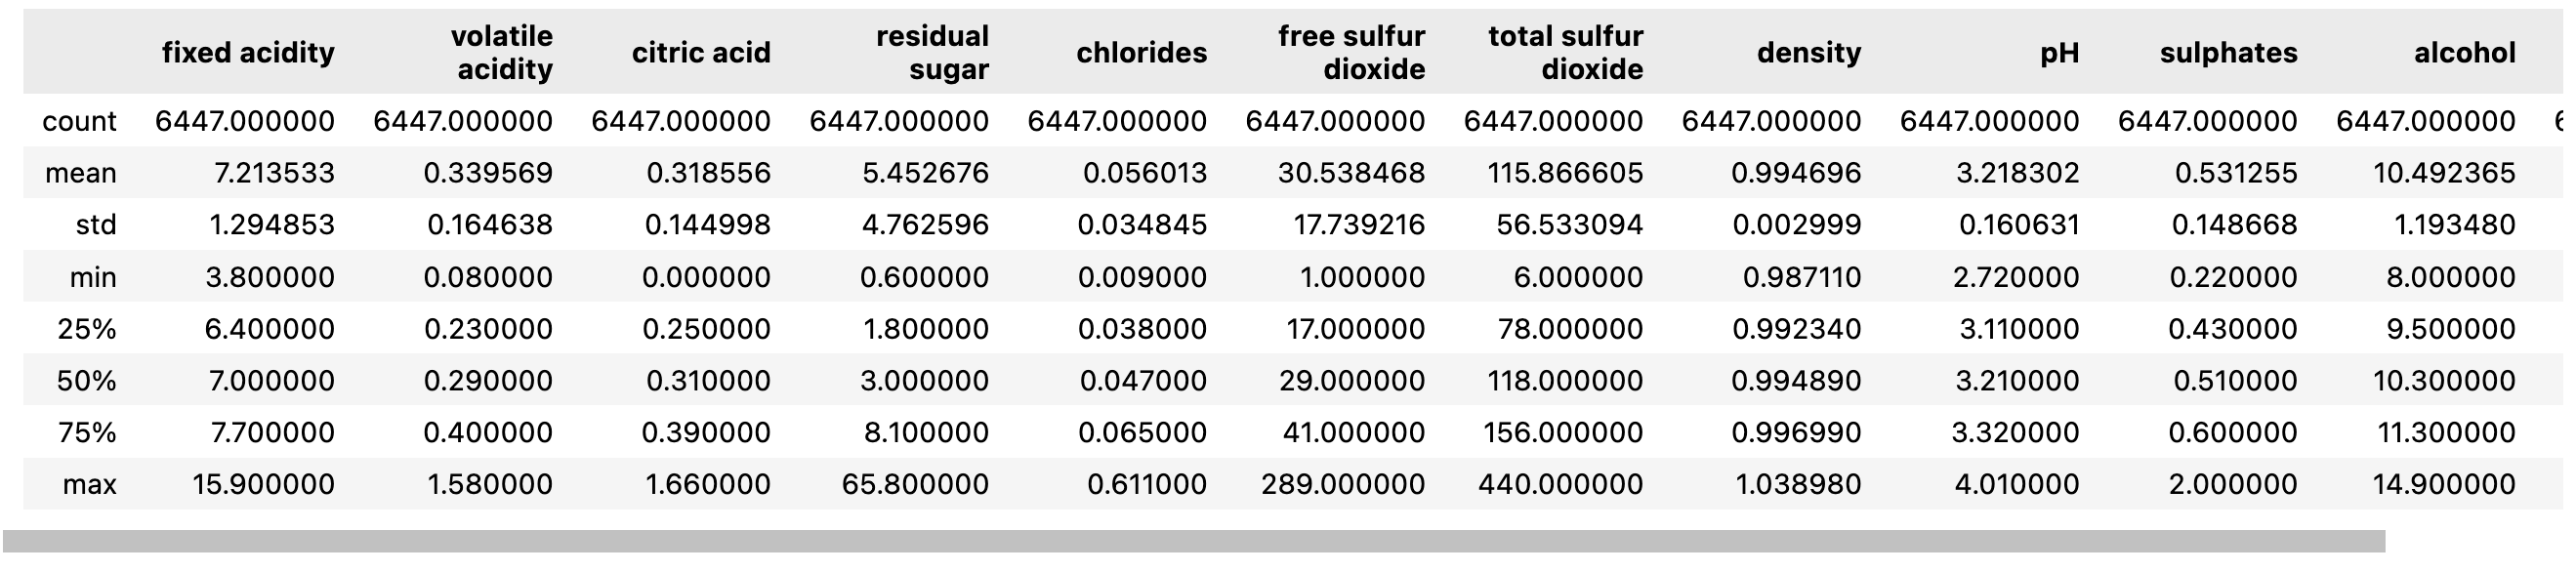 fixed acidity volatile acidity citric acid residual sugar chlorides free sulfur dioxide total sulfur dioxide density pH sulphates alcohol
count 6447.000000 6447.000000 6447.000000 6447.000000 6447.000000 6447.000000 6447.000000 6447.000000 6447.000000 6447.000000 6447.000000
mean 7.213533 0.339569 0.318556 5.452676 0.056013 30.538468 115.866605 0.994696 3.218302 0.531255 10.492365
std 1.294853 0.164638 0.144998 4.762596 0.034845 17.739216 56.533094 0.002999 0.160631 0.148668 1.193480
min 3.800000 0.080000 0.000000 0.600000 0.009000 1.000000 6.000000 0.987110 2.720000 0.220000 8.000000
25% 6.400000 0.230000 0.250000 1.800000 0.038000 17.000000 78.000000 0.992340 3.110000 0.430000 9.500000
50% 7.000000 0.290000 0.310000 3.000000 0.047000 29.000000 118.000000 0.994890 3.210000 0.510000 10.300000
75% 7.700000 0.400000 0.390000 8.100000 0.065000 41.000000 156.000000 0.996990 3.320000 0.600000 11.300000
max 15.900000 1.580000 1.660000 65.800000 0.611000 289.000000 440.000000 1.038980 4.010000 2.000000 14.900000